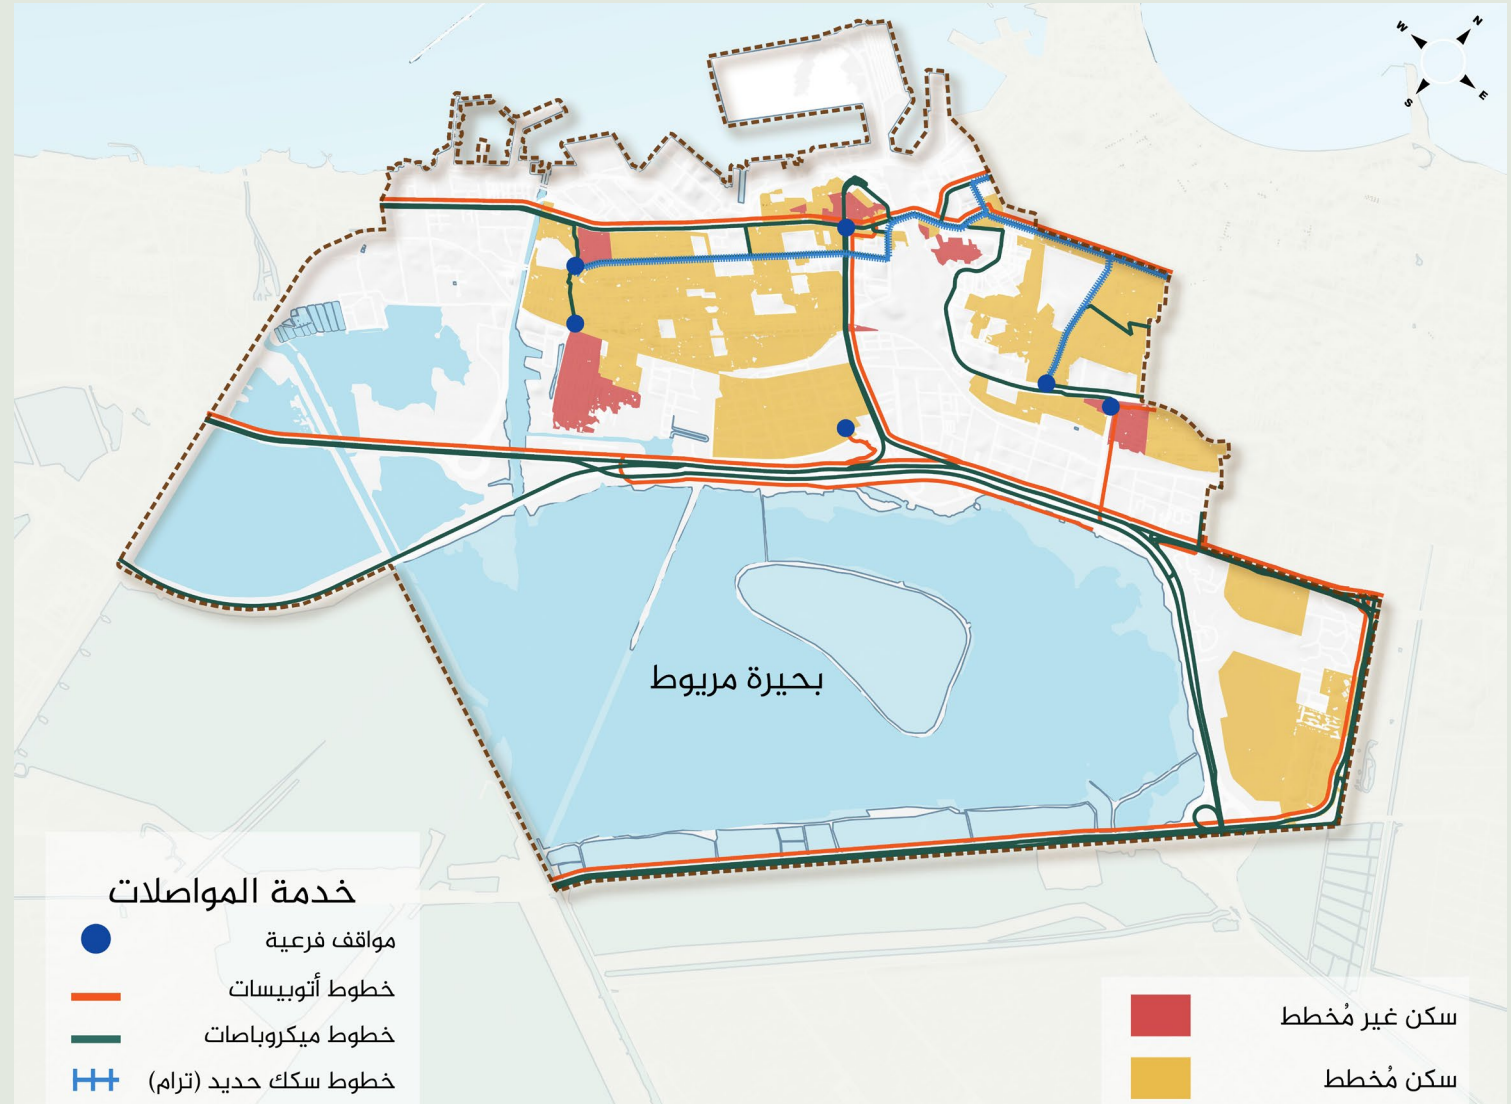 N
W
E
S
بحيرة مريوط
خدمة المواصلات
مواقف فرعية
خطوط أتوبيسات
خطوط ميكروباصات
خطوط سكك حديد (ترام)
سكن غير مُخطط
سكن مُخطط